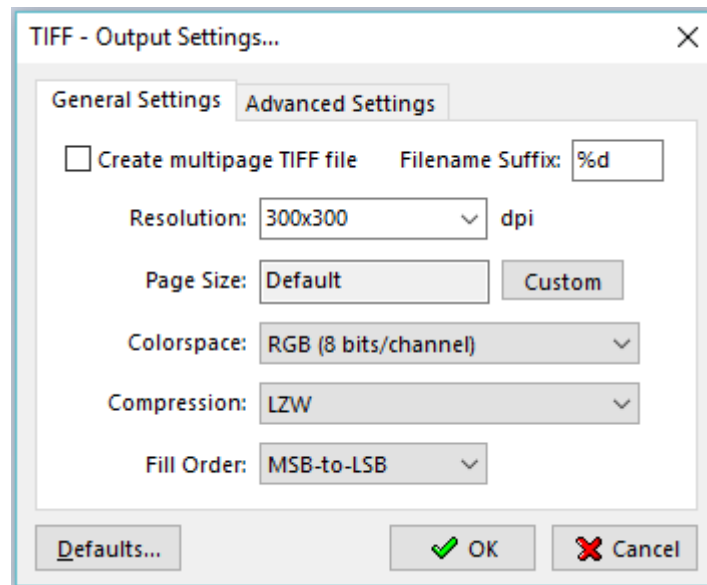 TIFF - Output Settings...
General Settings Advanced Settings
Create multipage TIFF file Filename Suffix: %d
Resolution: 300x300 dpi
Page Size: Default Custom
Colorspace: RGB (8 bits/channel)
Compression: LZW
Fill Order: MSB-to-LSB
Defaults... OK Cancel